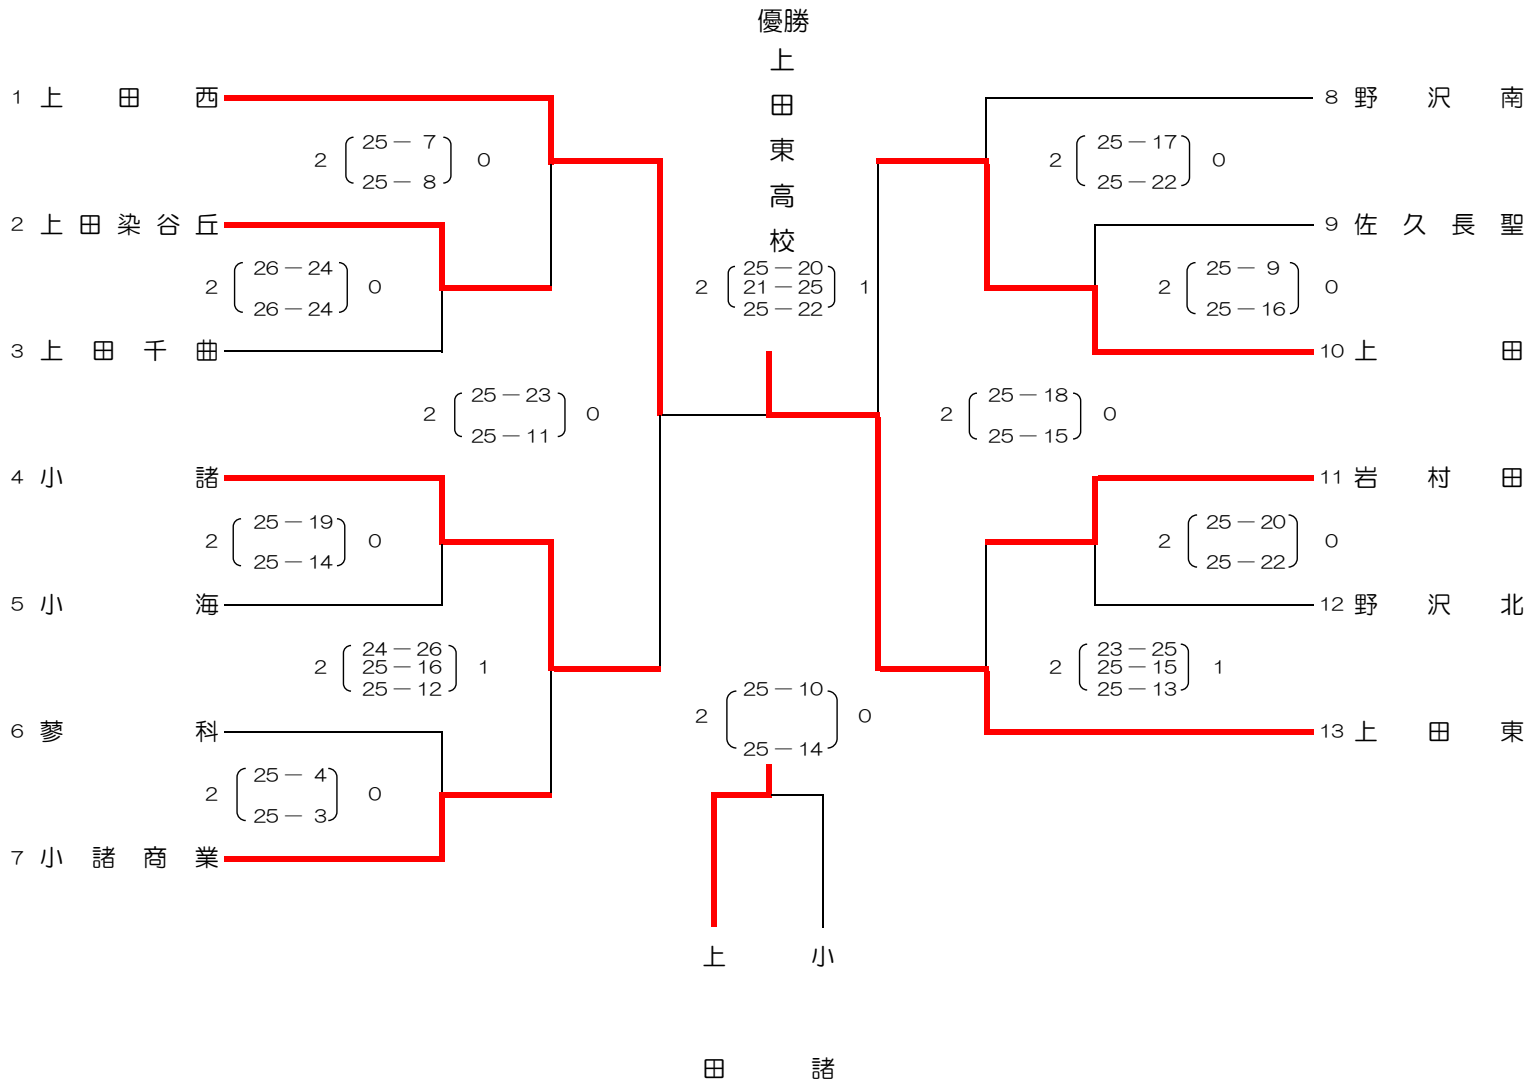 優勝
上田東高校
1 上田西
2 上田染谷丘
3 上田千曲
4 小諸
5 小海
6 蓼科
7 小諸商業
8 野沢南
9 佐久長聖
10 上田
11 岩村田
12 野沢北
13 上田東
2 25－ 7 0
25－ 8
2 26－24 0
26－24
2 25－23 0
25－11
2 25－19 0
25－14
2 24－26 1
25－16
25－12
2 25－ 4 0
25－ 3
2 25－20 1
21－25
25－22
2 25－17 0
25－22
2 25－ 9 0
25－16
2 25－18 0
25－15
2 25－20 0
25－22
2 23－25 1
25－15
25－13
2 25－10 0
25－14
上田
小諸